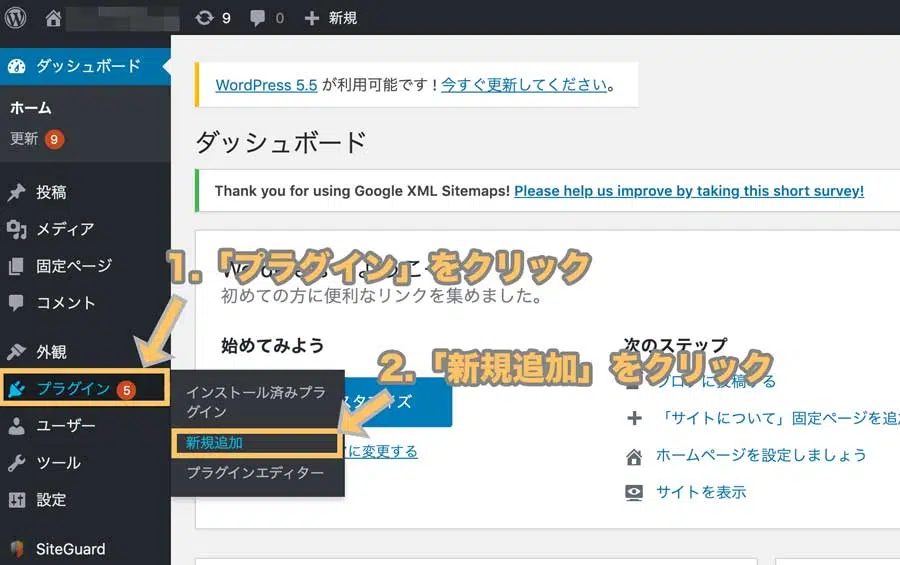 9 0 新規
ダッシュボード
ホーム
更新 9
投稿
メディア
固定ページ
コメント
外観
プラグイン 5
ユーザー
ツール
設定
SiteGuard
インストール済みプラ
グイン
新規追加
プラグインエディター
WordPress 5.5 が利用可能です ! 今すぐ更新してください。
ダッシュボード
Thank you for using Google XML Sitemaps! Please help us improve by taking this short survey!
1.「プラグイン」をクリック
初めての方に便利なリンクを集めました。
始めてみよう
次のステップ
2.「新規追加」をクリック
スタマイズ
に変更する
「サイトについて」固定ページを追加
ホームページを設定しましょう
サイトを表示